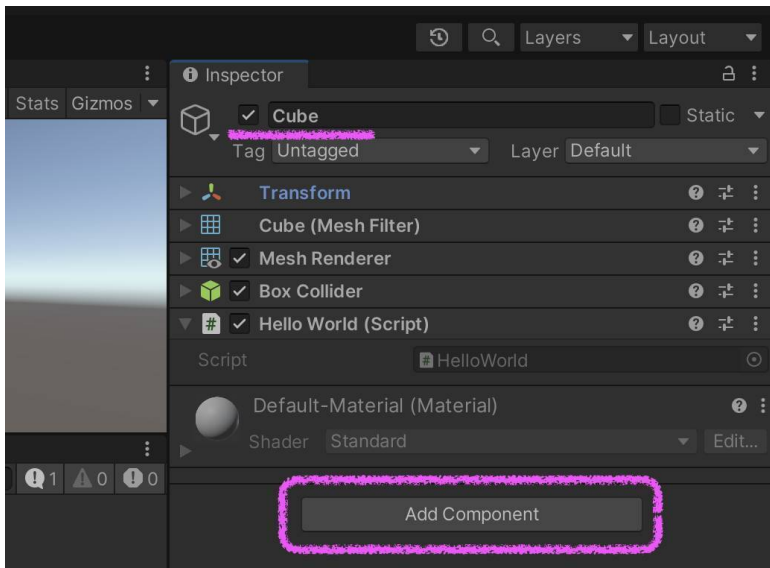 Layers Layout
Inspector
Stats Gizmos
Cube Static
Tag Untagged Layer Default
Transform
Cube (Mesh Filter)
Mesh Renderer
Box Collider
# Hello World (Script)
Script # HelloWorld
Default-Material (Material)
Shader Standard Edit...
1 0 0
Add Component